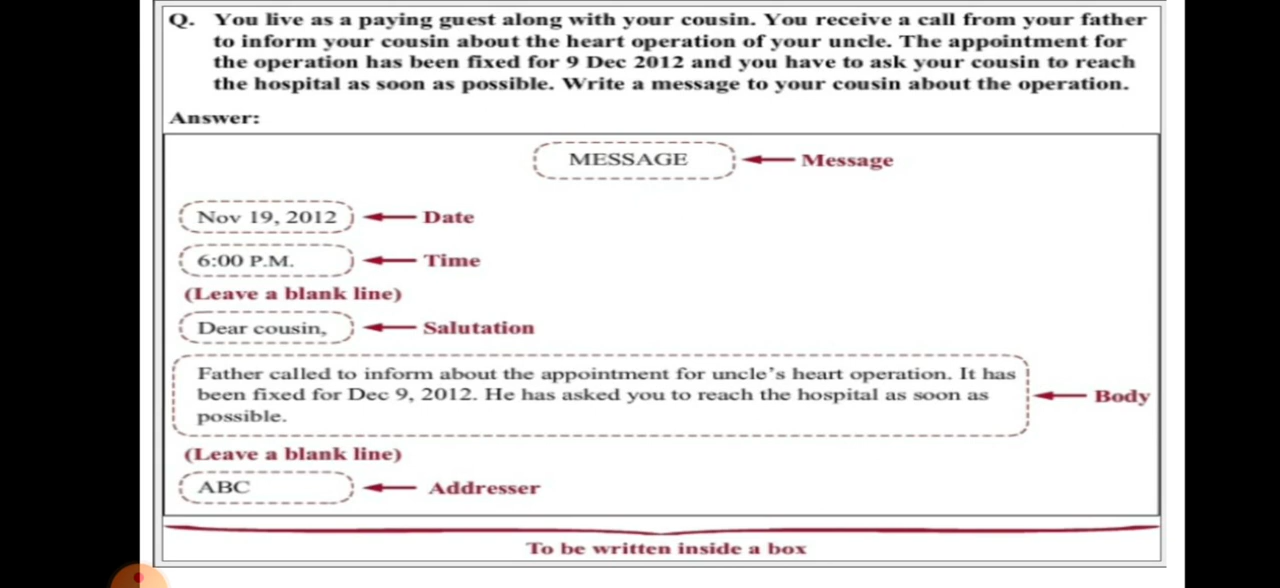 Q. You live as a paying guest along with your cousin. You receive a call from your father
to inform your cousin about the heart operation of your uncle. The appointment for
the operation has been fixed for 9 Dec 2012 and you have to ask your cousin to reach
the hospital as soon as possible. Write a message to your cousin about the operation.
Answer:
MESSAGE Message
Nov 19, 2012 Date
6:00 P.M. Time
(Leave a blank line)
Dear cousin, Salutation
Father called to inform about the appointment for uncle's heart operation. It has
been fixed for Dec 9, 2012. He has asked you to reach the hospital as soon as Body
possible.
(Leave a blank line)
ABC Addresser
To be written inside a box